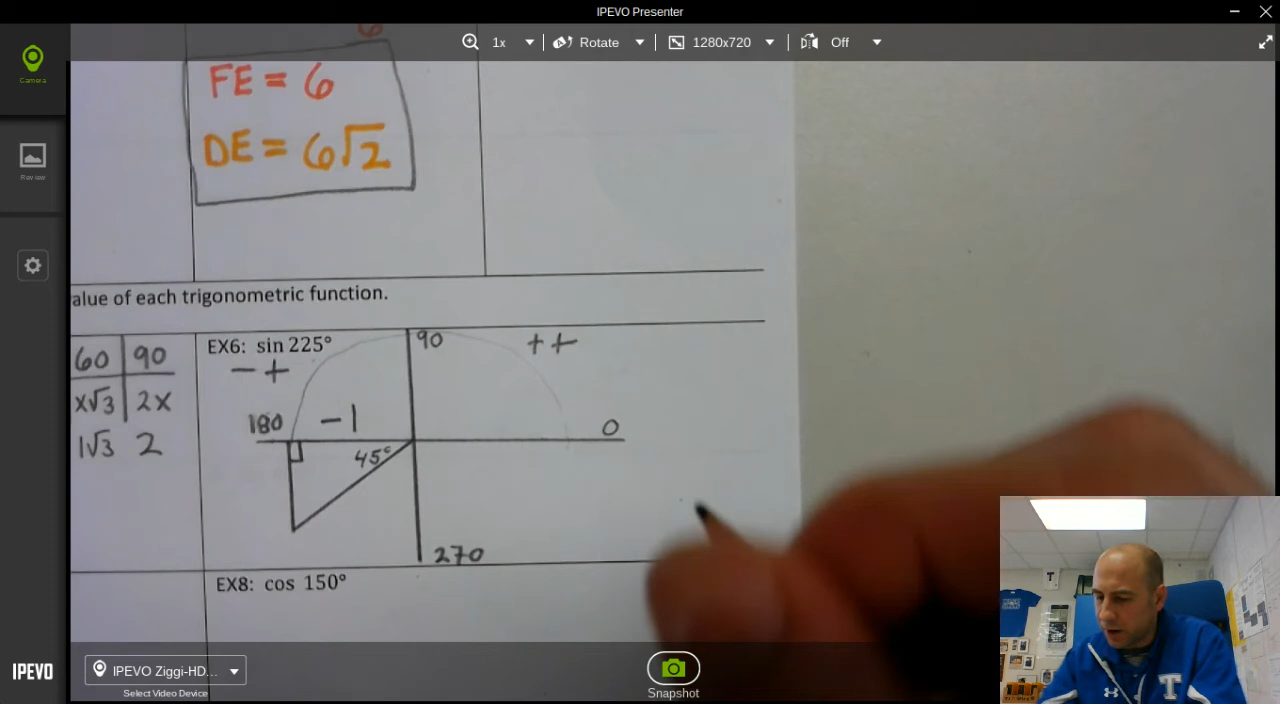 IPEVO Presenter
1x
Rotate
1280x720
Off
Camera
Review
6
FE = 6
DE = 6√2
alue of each trigonometric function.
60 90
x√3 2x
1√3 2
EX6: sin 225°
90
+ +
- +
180
-1
0
45°
270
EX8: cos 150°
IPEVO
IPEVO Ziggi-HD...
Select Video Device
Snapshot
T
T